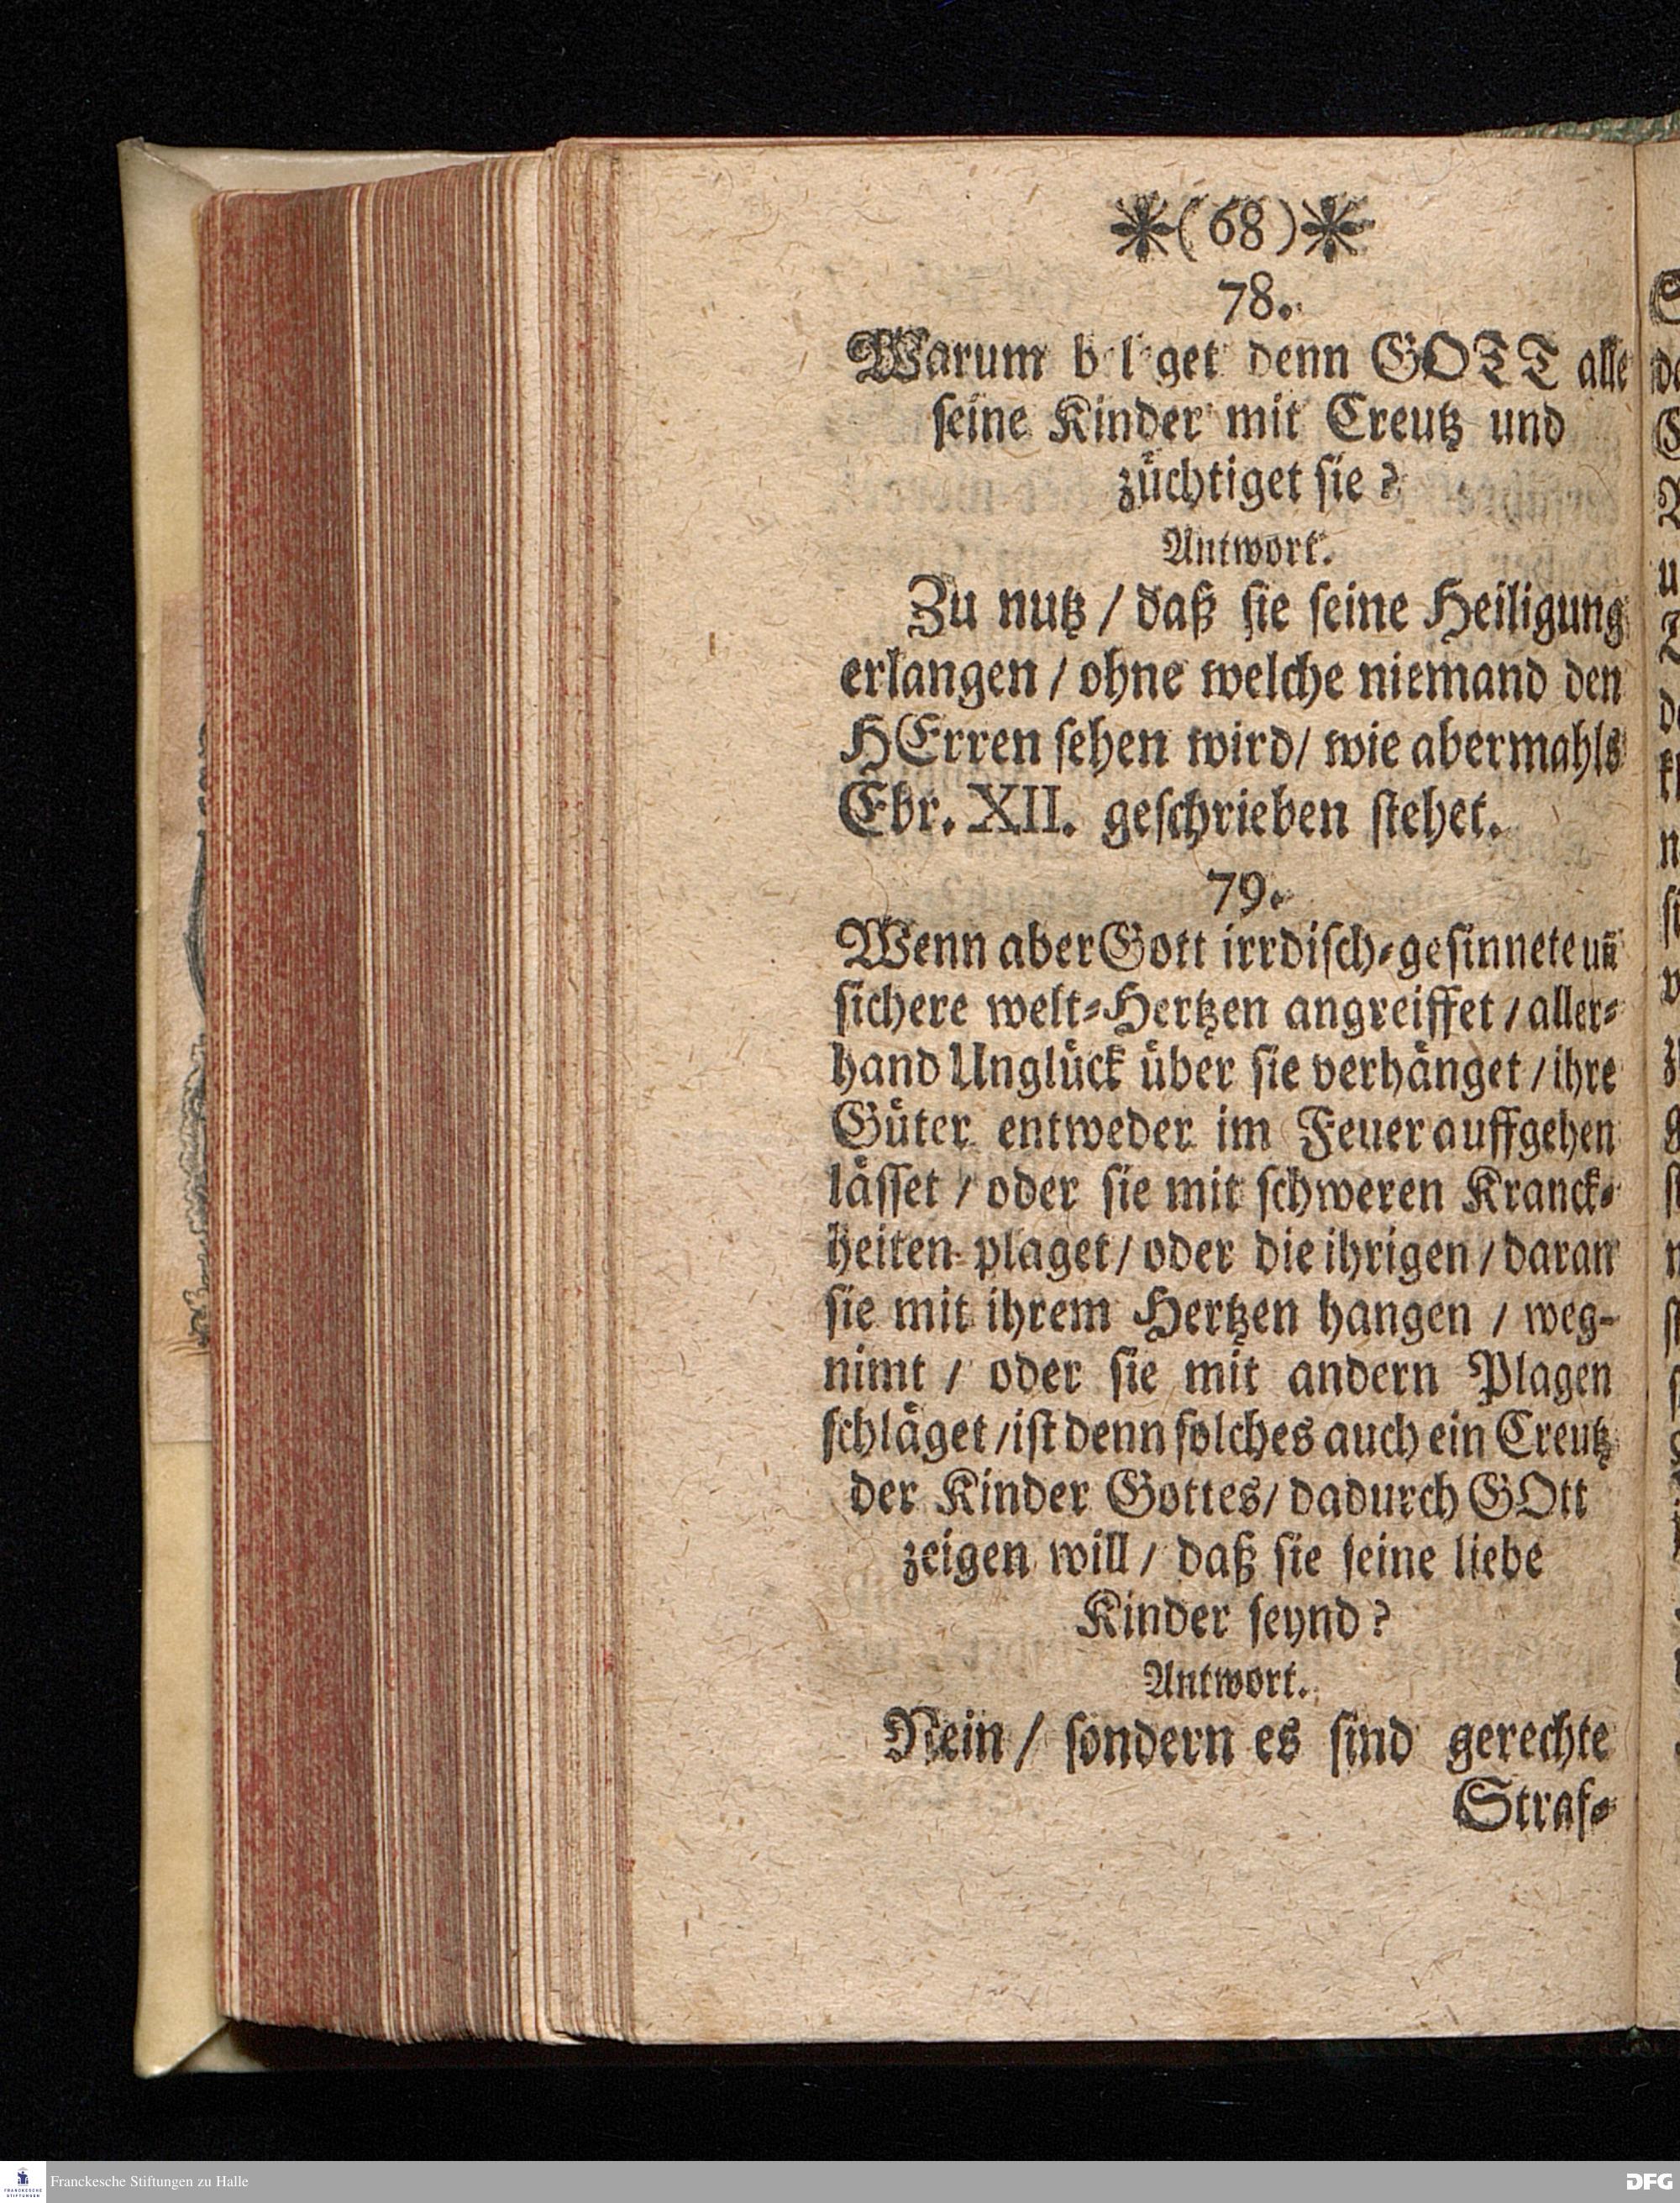 *(68)*
78.
Warum denn GOTT alle
ſeine Kinder mit Creutz und
züchtiget ſie?
Antwort.
Zu nutz / daß ſie ſeine Heiligung
erlangen / ohne welche niemand den
HErren ſehen wird / wie abermahls
Ebr. XII. geſchrieben ſtehet.
79.
Wenn aber Gott irrdiſch-geſinnete uñ
ſichere welt-Hertzen angreiffet / aller-
hand Unglück über ſie verhänget / ihre
Güter entweder im Feuer auffgehen
läſſet / oder ſie mit ſchweren Kranck-
heiten plaget / oder die ihrigen / daran
ſie mit ihrem Hertzen hangen / weg-
nimt / oder ſie mit andern Plagen
ſchläget / iſt denn ſolches auch ein Creutz
der Kinder Gottes / dadurch GOtt
zeigen will / daß ſie ſeine liebe
Kinder ſeynd?
Antwort.
Nein / ſondern es ſind gerechte
Straf-
Franckesche Stiftungen zu Halle
FRANCKESCHE
STIFTUNGEN
DFG